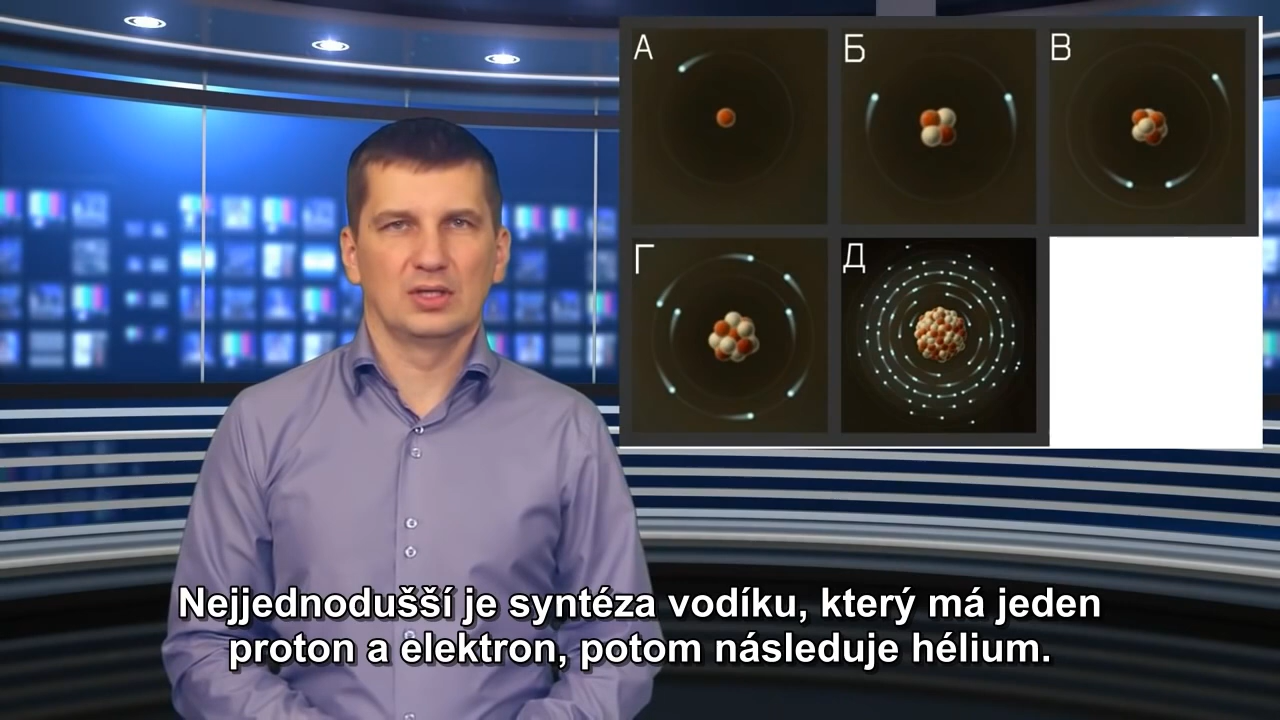 А
Б
В
Г
Д
Nejjednodušší je syntéza vodíku, který má jeden
proton a elektron, potom následuje hélium.